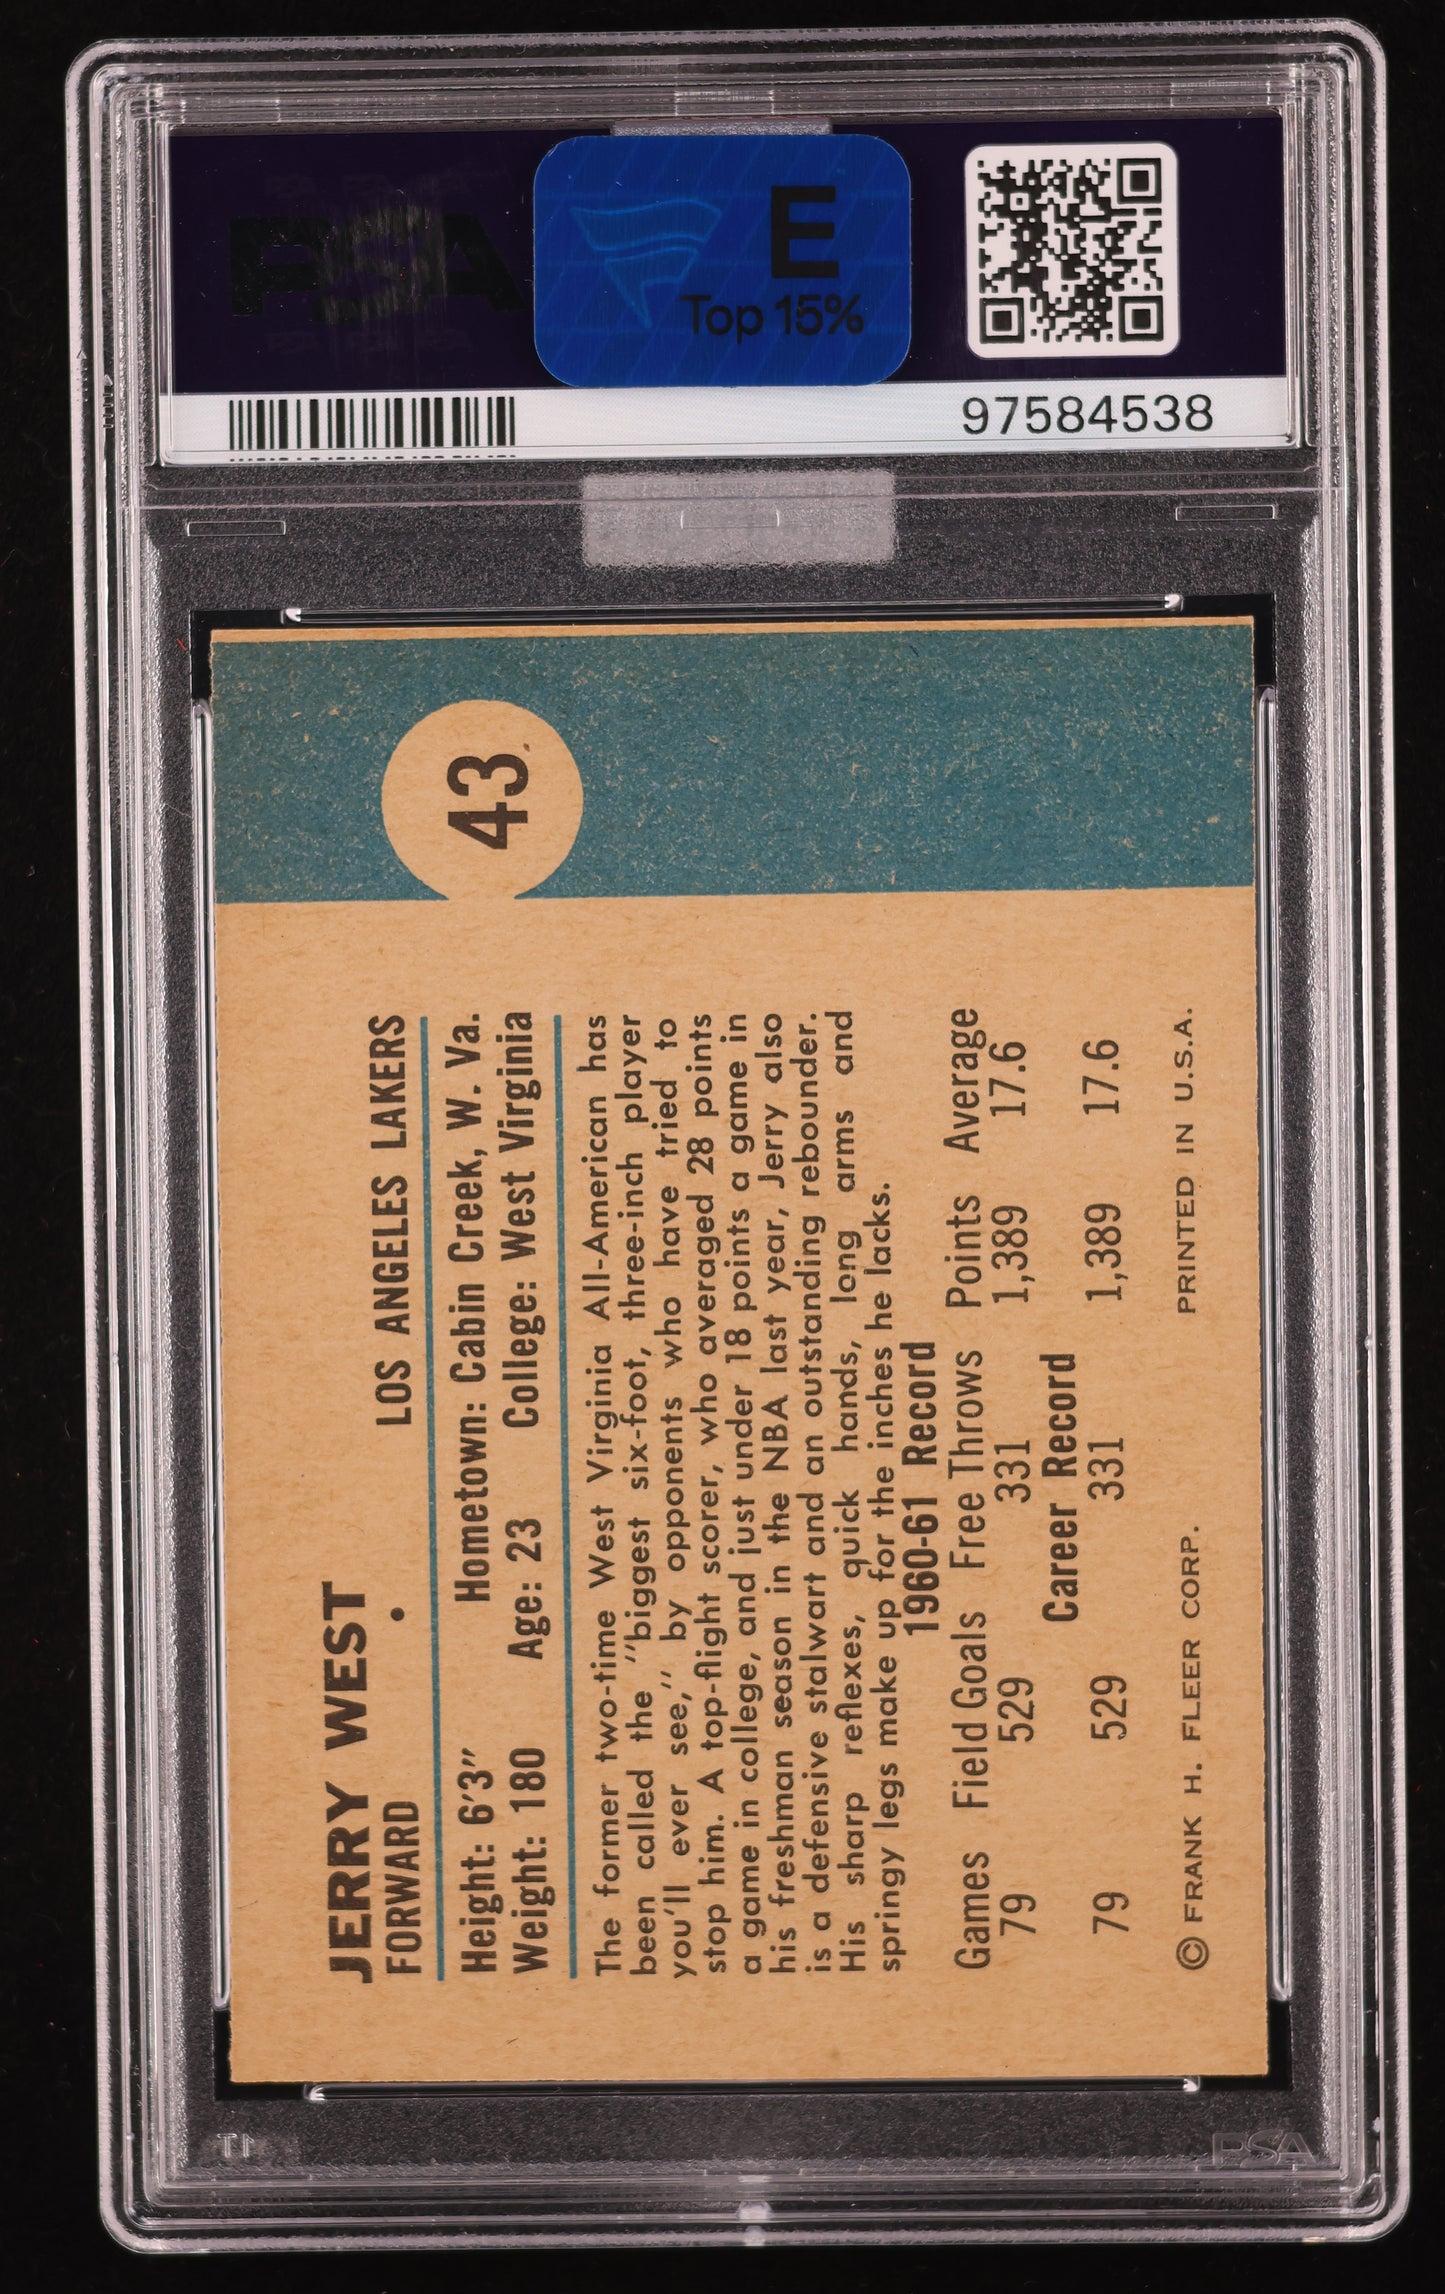 PSA
E
Top 15%
97584538
43
JERRY WEST
FORWARD • LOS ANGELES LAKERS
Height: 6'3" Hometown: Cabin Creek, W. Va.
Weight: 180 Age: 23 College: West Virginia
The former two-time West Virginia All-American has
been called the "biggest six-foot, three-inch player
you'll ever see," by opponents who have tried to
stop him. A top-flight scorer, who averaged 28 points
a game in college, and just under 18 points a game in
his freshman season in the NBA last year, Jerry also
is a defensive stalwart and an outstanding rebounder.
His sharp reflexes, quick hands, long arms and
springy legs make up for the inches he lacks.
1960-61 Record
Games Field Goals Free Throws Points Average
79 529 331 1,389 17.6
Career Record
79 529 331 1,389 17.6
© FRANK H. FLEER CORP. PRINTED IN U.S.A.
PSA